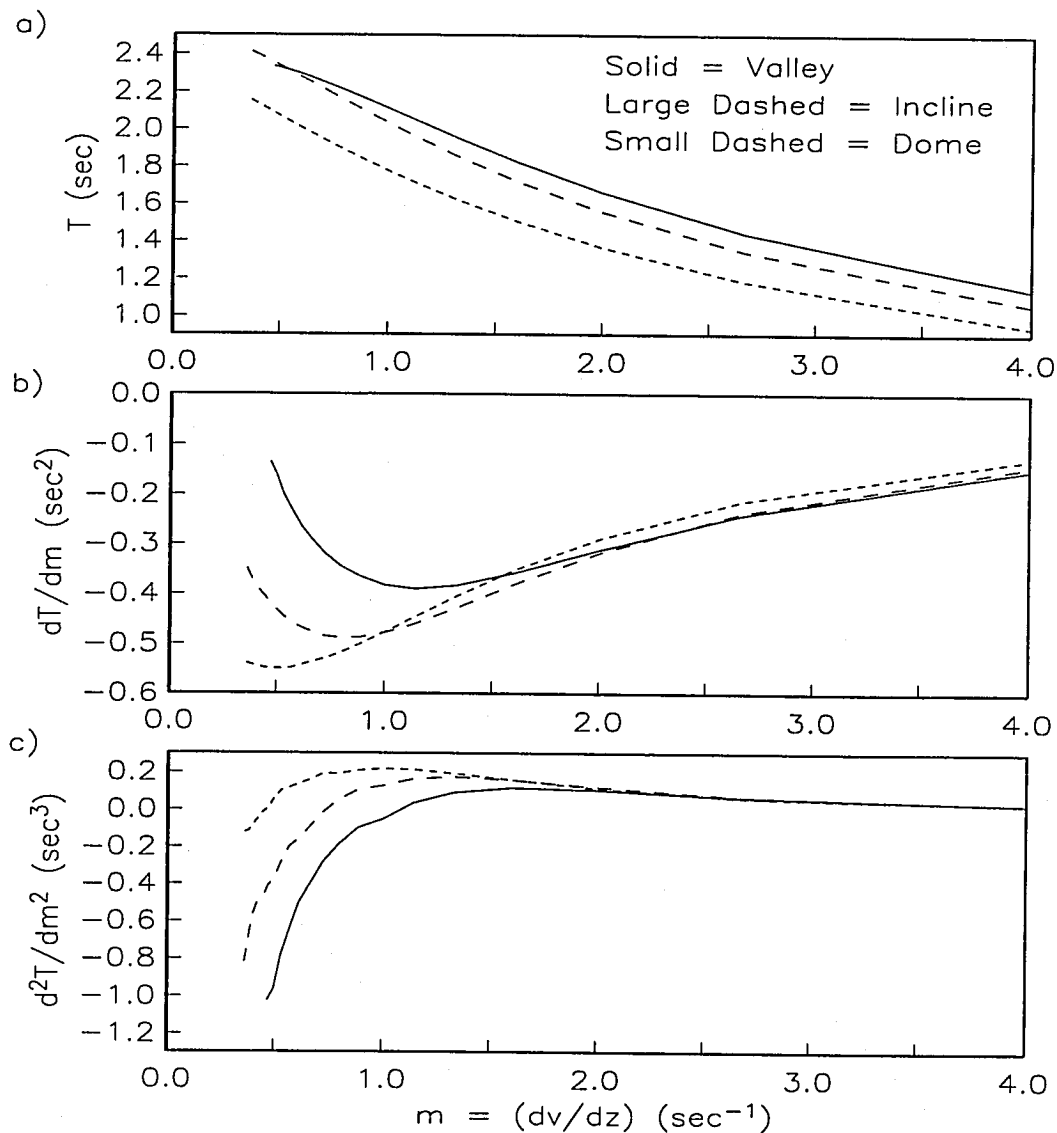 a)
2.4
2.2
2.0
1.8
1.6
1.4
1.2
1.0
T (sec)
Solid = Valley
Large Dashed = Incline
Small Dashed = Dome
0.0 1.0 2.0 3.0 4.0
b)
0.0
−0.1
−0.2
−0.3
−0.4
−0.5
−0.6
dT/dm (sec²)
0.0 1.0 2.0 3.0 4.0
c)
0.2
0.0
−0.2
−0.4
−0.6
−0.8
−1.0
−1.2
d²T/dm² (sec³)
0.0 1.0 2.0 3.0 4.0
m = (dv/dz) (sec⁻¹)